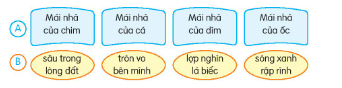 A
Mái nhà của chim
Mái nhà của cá
Mái nhà của dím
Mái nhà của ốc
B
sâu trong lòng đất
tròn vo bên mình
lợp nghìn lá biếc
sóng xanh rập rình